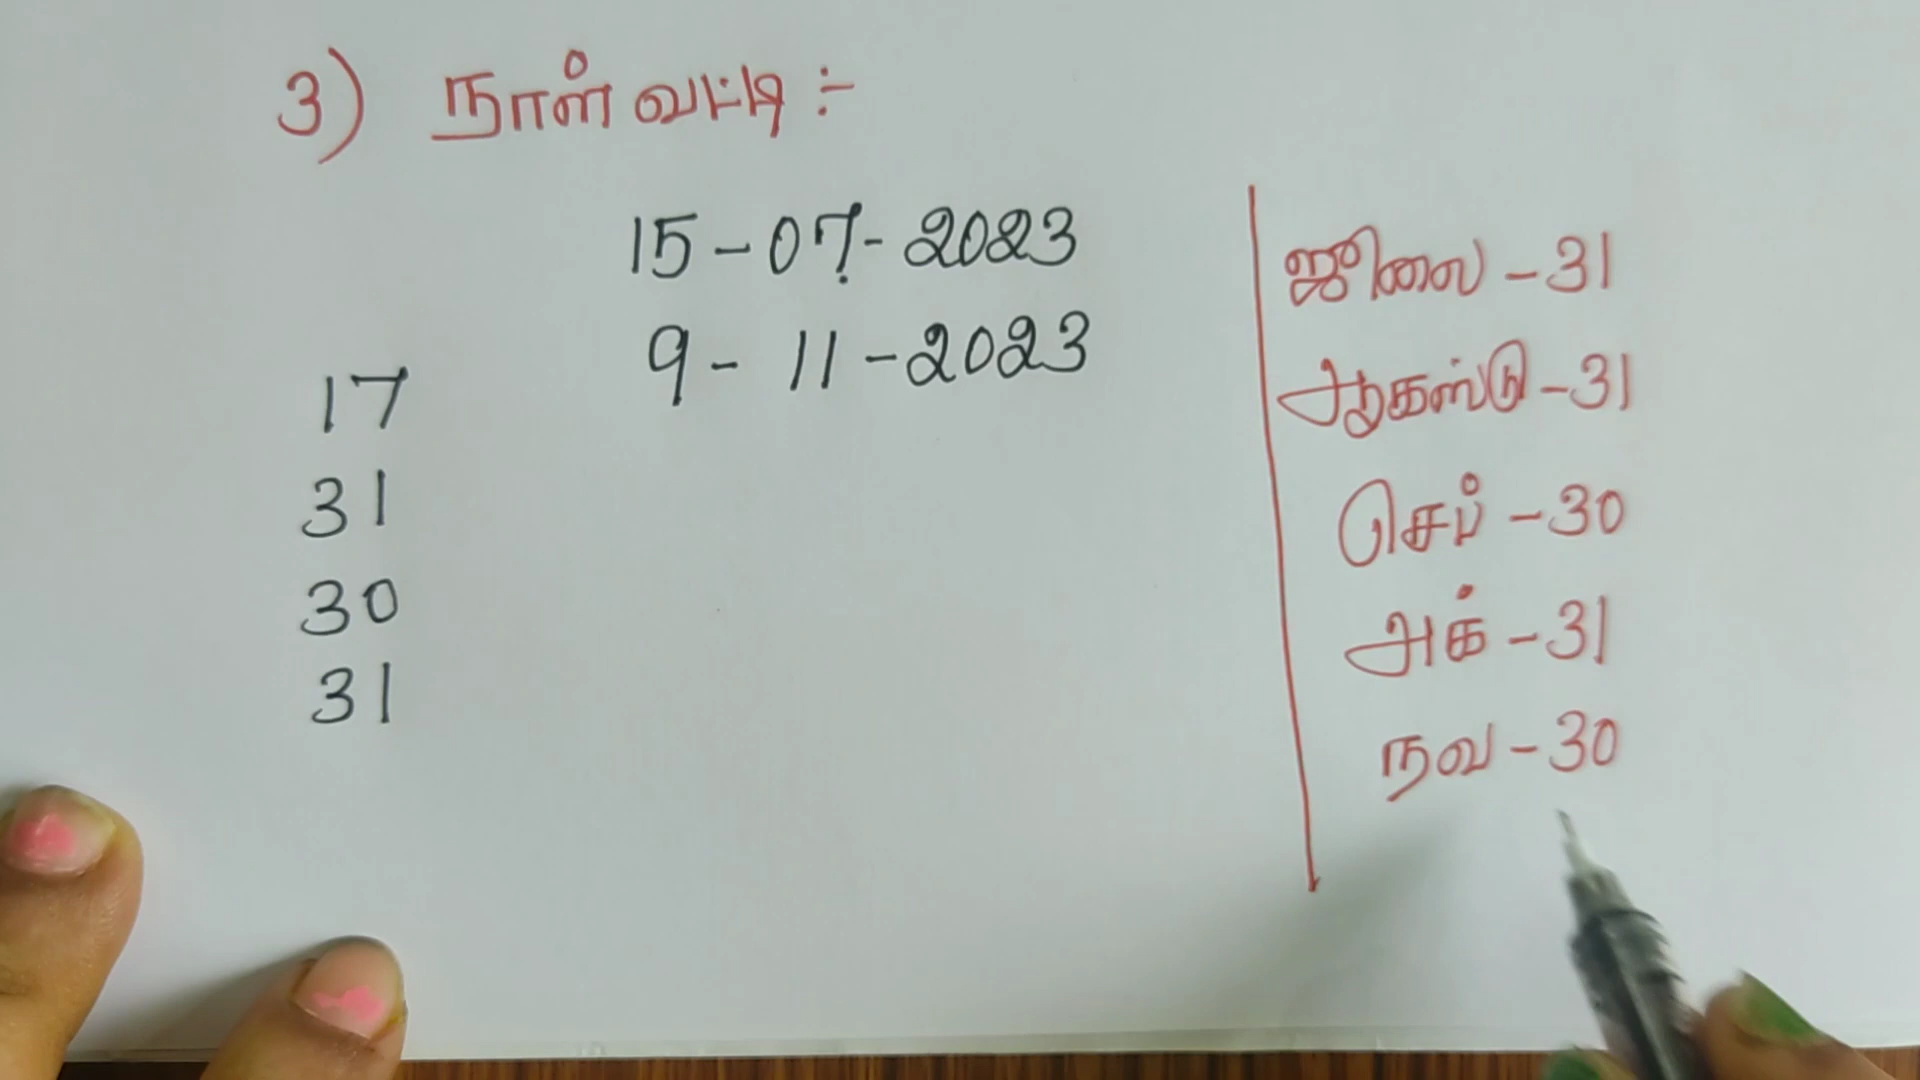 3) நாள் வட்டி :-
15-07-2023
9-11-2023
17
31
30
31
ஜூலை -31
ஆகஸ்டு -31
செப் -30
அக் -31
நவ -30